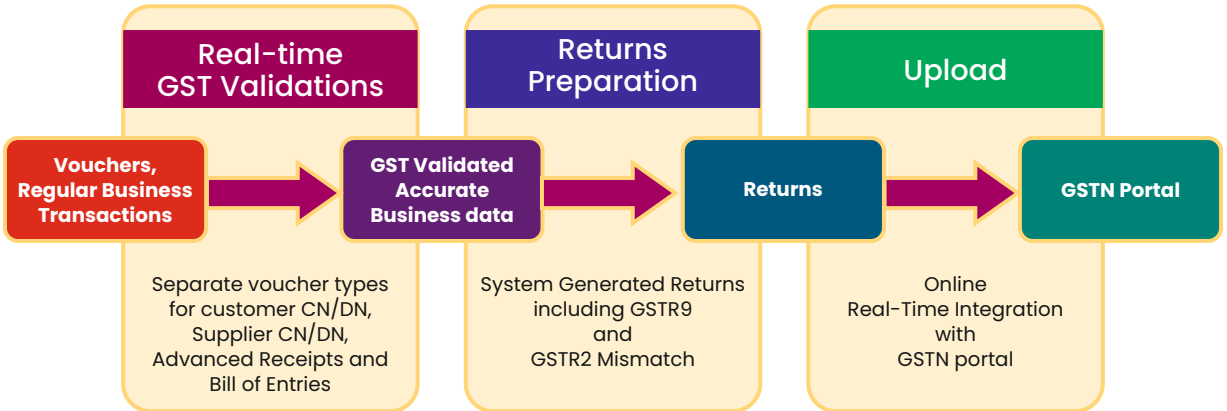 Real-time
GST Validations
Returns
Preparation
Upload
Vouchers,
Regular Business
Transactions
GST Validated
Accurate
Business data
Returns
GSTN Portal
Separate voucher types
for customer CN/DN,
Supplier CN/DN,
Advanced Receipts and
Bill of Entries
System Generated Returns
including GSTR9
and
GSTR2 Mismatch
Online
Real-Time Integration
with
GSTN portal